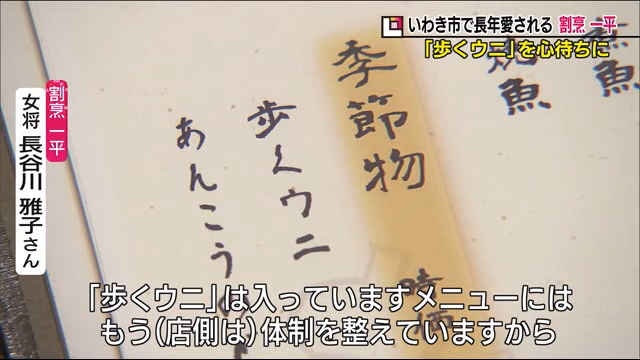 いわき市で長年愛される 割烹 一平
「歩くウニ」を心待ちに
割烹 一平
女将 長谷川 雅子さん
焼魚
魚
季節物
時価
歩くウニ
あんこう
「歩くウニ」は入っていますメニューには
もう(店側は)体制を整えていますから